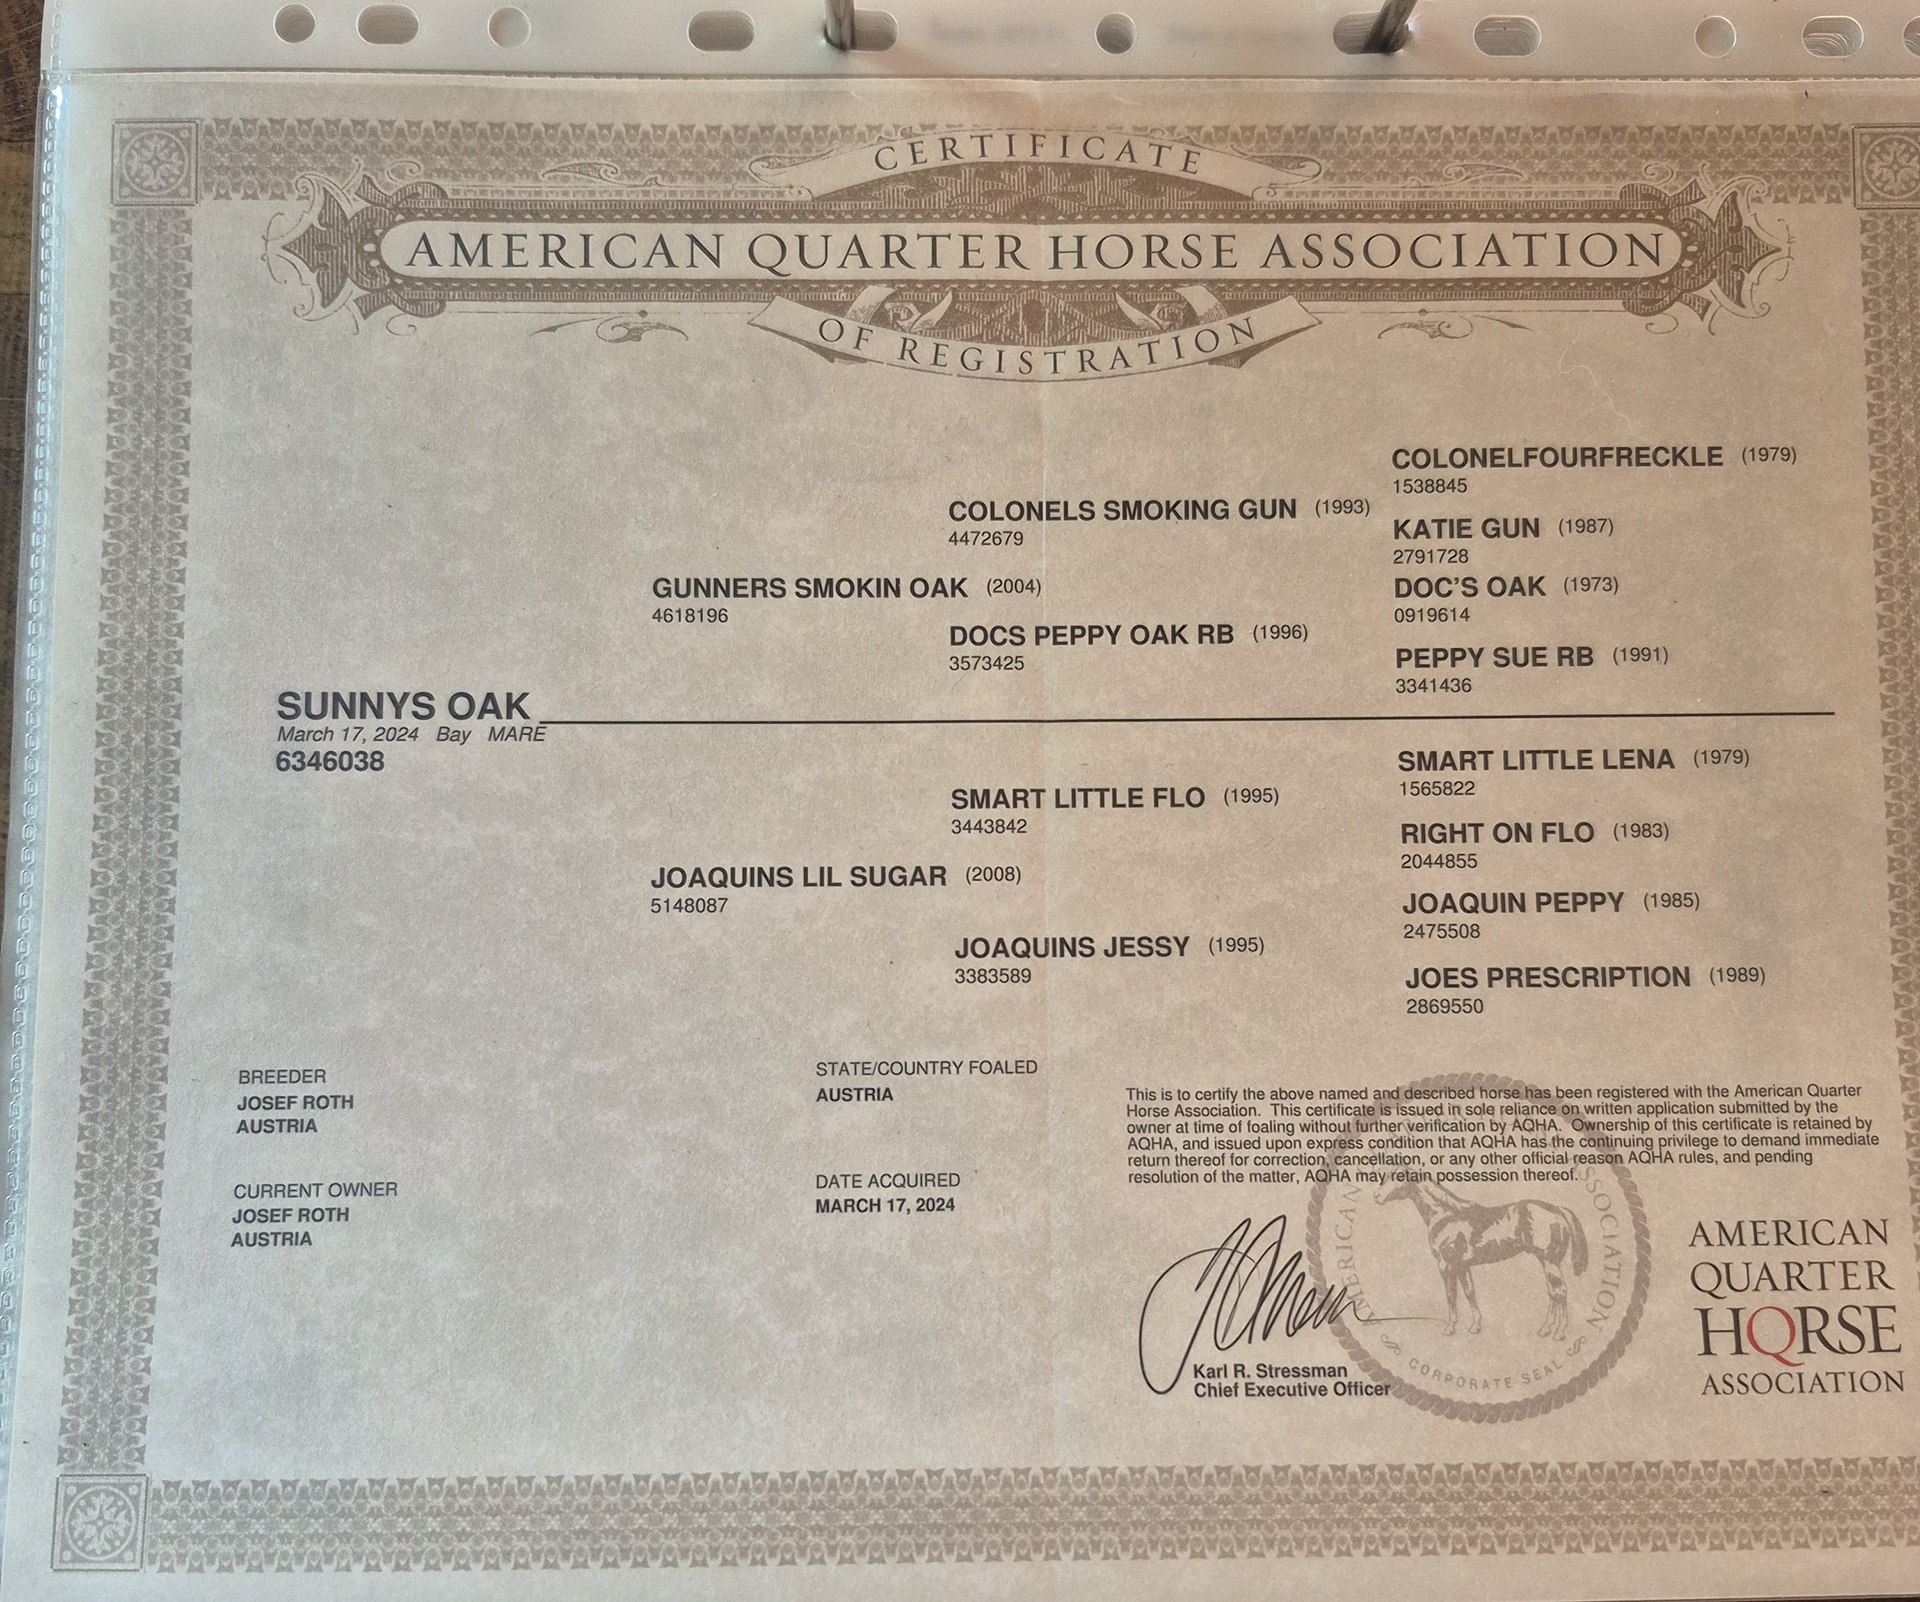 CERTIFICATE
AMERICAN QUARTER HORSE ASSOCIATION
OF REGISTRATION
COLONELFOURFRECKLE (1979)
1538845
COLONELS SMOKING GUN (1993)
4472679
KATIE GUN (1987)
2791728
GUNNERS SMOKIN OAK (2004)
4618196
DOC'S OAK (1973)
0919614
DOCS PEPPY OAK RB (1996)
3573425
PEPPY SUE RB (1991)
3341436
SUNNYS OAK
March 17, 2024 Bay MARE
6346038
SMART LITTLE LENA (1979)
1565822
SMART LITTLE FLO (1995)
3443842
RIGHT ON FLO (1983)
2044855
JOAQUINS LIL SUGAR (2008)
5148087
JOAQUIN PEPPY (1985)
2475508
JOAQUINS JESSY (1995)
3383589
JOES PRESCRIPTION (1989)
2869550
BREEDER
JOSEF ROTH
AUSTRIA
STATE/COUNTRY FOALED
AUSTRIA
CURRENT OWNER
JOSEF ROTH
AUSTRIA
DATE ACQUIRED
MARCH 17, 2024
This is to certify the above named and described horse has been registered with the American Quarter
Horse Association. This certificate is issued in sole reliance on written application submitted by the
owner at time of foaling without further verification by AQHA. Ownership of this certificate is retained by
AQHA, and issued upon express condition that AQHA has the continuing privilege to demand immediate
return thereof for correction, cancellation, or any other official reason AQHA rules, and pending
resolution of the matter, AQHA may retain possession thereof.
Karl R. Stressman
Chief Executive Officer
AMERICAN ASSOCIATION
CORPORATE SEAL
AMERICAN
QUARTER
HORSE
ASSOCIATION